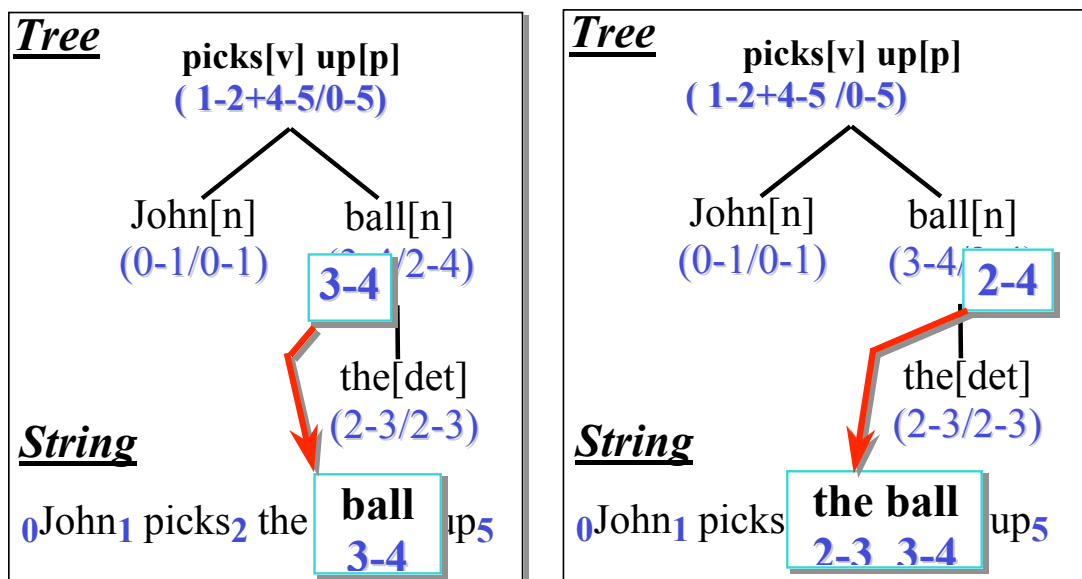 Tree
picks[v] up[p]
( 1-2+4-5/0-5)
John[n] ball[n]
(0-1/0-1) /2-4)
3-4
the[det]
(2-3/2-3)
String
ball
0John1 picks2 the up5
3-4
Tree
picks[v] up[p]
( 1-2+4-5 /0-5)
John[n] ball[n]
(0-1/0-1) (3-4/
2-4
the[det]
(2-3/2-3)
String
the ball
0John1 picks up5
2-3 3-4